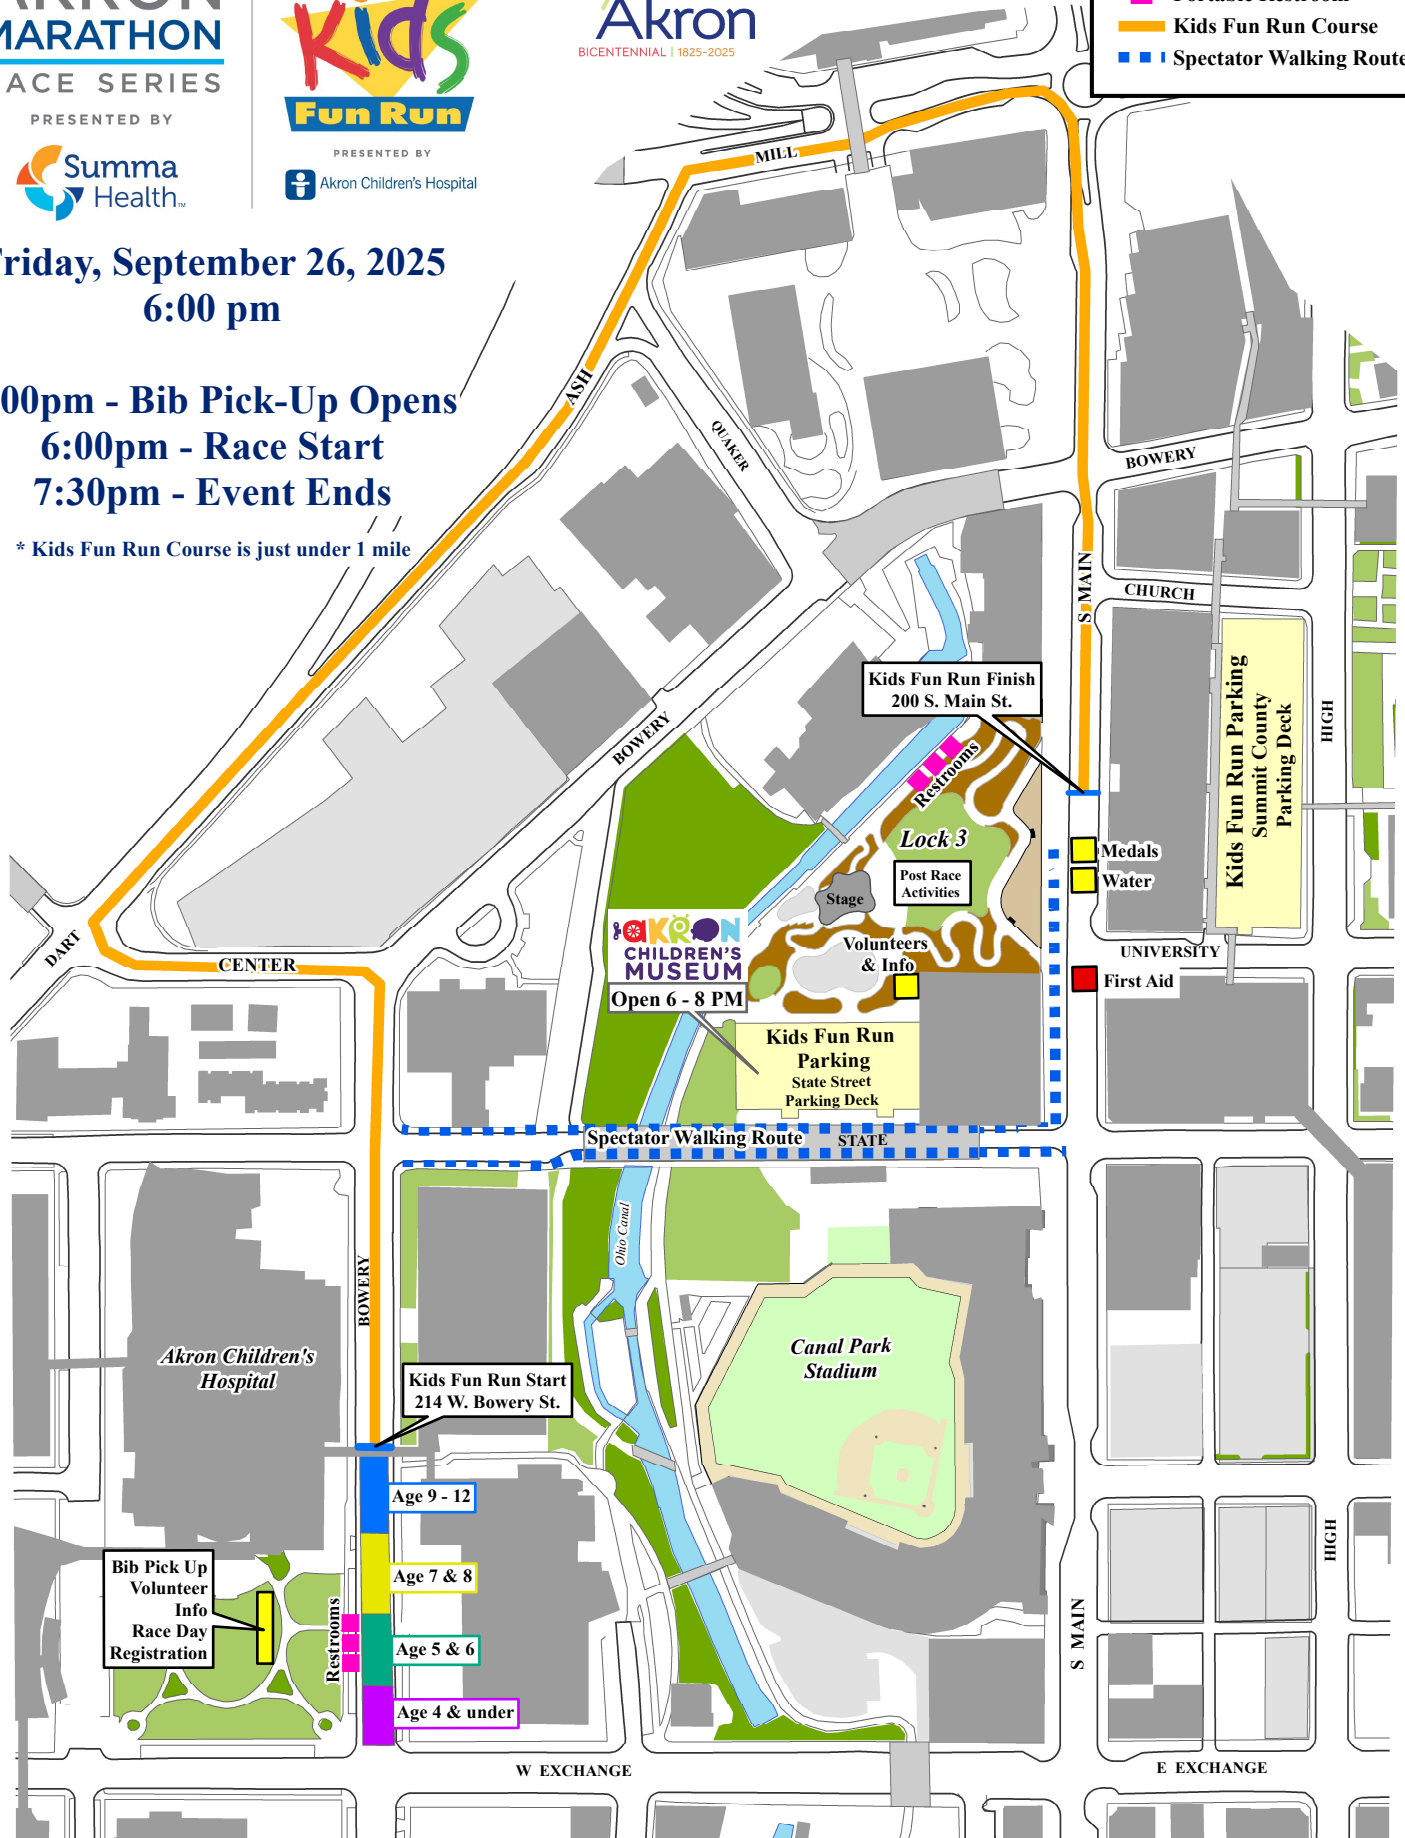 MARATHON
ACE SERIES
PRESENTED BY
Summa
Health™
Kids
Fun Run
PRESENTED BY
Akron Children's Hospital
Akron
BICENTENNIAL | 1825-2025
Kids Fun Run Course
Spectator Walking Route
riday, September 26, 2025
6:00 pm
00pm - Bib Pick-Up Opens
6:00pm - Race Start
7:30pm - Event Ends
* Kids Fun Run Course is just under 1 mile
MILL
ASH
QUAKER
BOWERY
S MAIN
CHURCH
HIGH
BOWERY
Kids Fun Run Finish
200 S. Main St.
Kids Fun Run Parking
Summit County
Parking Deck
Restrooms
Lock 3
Post Race
Activities
Stage
Medals
Water
Volunteers
& Info
UNIVERSITY
First Aid
AKRON
CHILDREN'S
MUSEUM
Open 6 - 8 PM
DART
CENTER
Kids Fun Run
Parking
State Street
Parking Deck
Spectator Walking Route
STATE
Ohio Canal
BOWERY
Akron Children's
Hospital
Canal Park
Stadium
Kids Fun Run Start
214 W. Bowery St.
Age 9 - 12
Age 7 & 8
Age 5 & 6
Age 4 & under
Bib Pick Up
Volunteer
Info
Race Day
Registration
Restrooms
S MAIN
HIGH
W EXCHANGE
E EXCHANGE